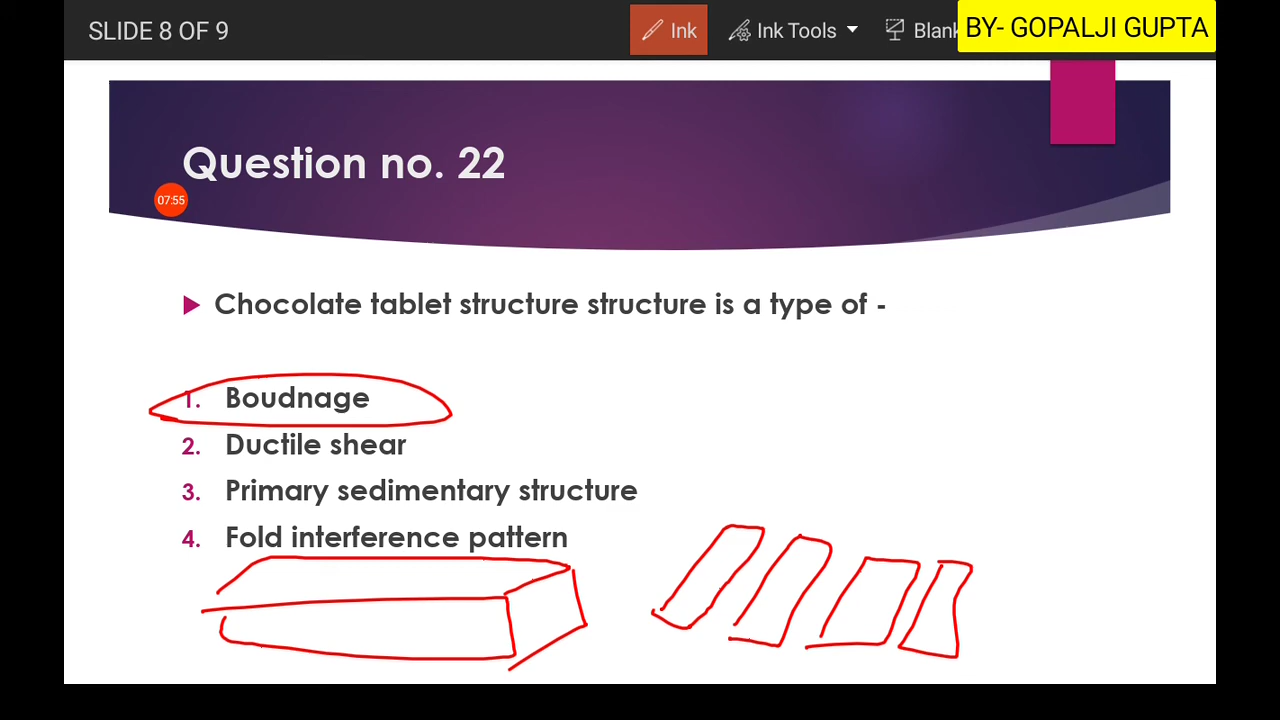 SLIDE 8 OF 9
Ink
Ink Tools
Blank
BY- GOPALJI GUPTA
Question no. 22
07:55
Chocolate tablet structure structure is a type of -
1. Boudnage
2. Ductile shear
3. Primary sedimentary structure
4. Fold interference pattern